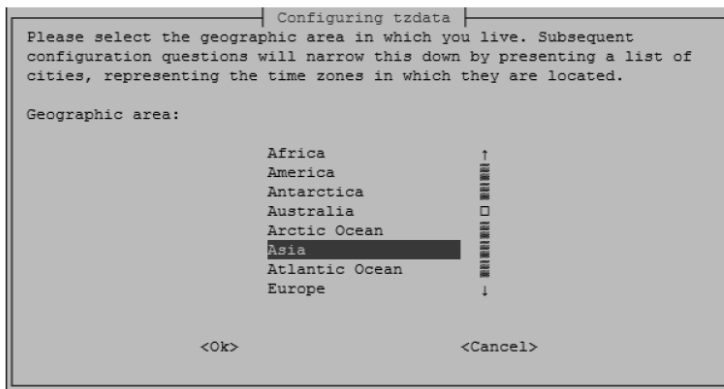 Configuring tzdata
Please select the geographic area in which you live. Subsequent
configuration questions will narrow this down by presenting a list of
cities, representing the time zones in which they are located.
Geographic area:
Africa
America
Antarctica
Australia
Arctic Ocean
Asia
Atlantic Ocean
Europe
<Ok> <Cancel>